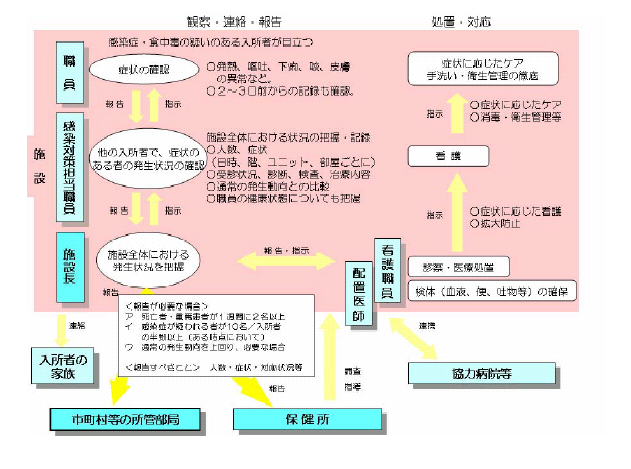 観察・連絡・報告
処置・対応
感染症・食中毒の疑いのある入所者が目立つ
職員
症状の確認
○発熱、嘔吐、下痢、咳、皮膚
の異常など。
○２～３日前からの記録も確認。
症状に応じたケア
手洗い・衛生管理の徹底
報告
指示
指示
○症状に応じたケア
○消毒・衛生管理等
施設
感染対策担当職員
他の入所者で、症状の
ある者の発生状況の確認
施設全体における状況の把握・記録
○人数、症状
（日時、階、ユニット、部屋ごとに）
○受診状況、診断、検査、治療内容
○通常の発生動向との比較
○職員の健康状態についても把握
看護
報告
指示
指示
○症状に応じた看護
○拡大防止
施設長
施設全体における
発生状況を把握
報告・指示
配置医師
看護職員
診察・医療処置
検体（血液、便、吐物等）の確保
報告
＜報告が必要な場合＞
ア　死亡者・重篤患者が１週間に２名以上
イ　感染症が疑われる者が10名／入所者
の半数以上（ある時点において）
ウ　通常の発生動向を上回り、必要な場合
＜報告すべきこと＞　人数・症状・対応状況等
連絡
連携
入所者の
家族
調査
指導
報告
協力病院等
市町村等の所管部局
保健所